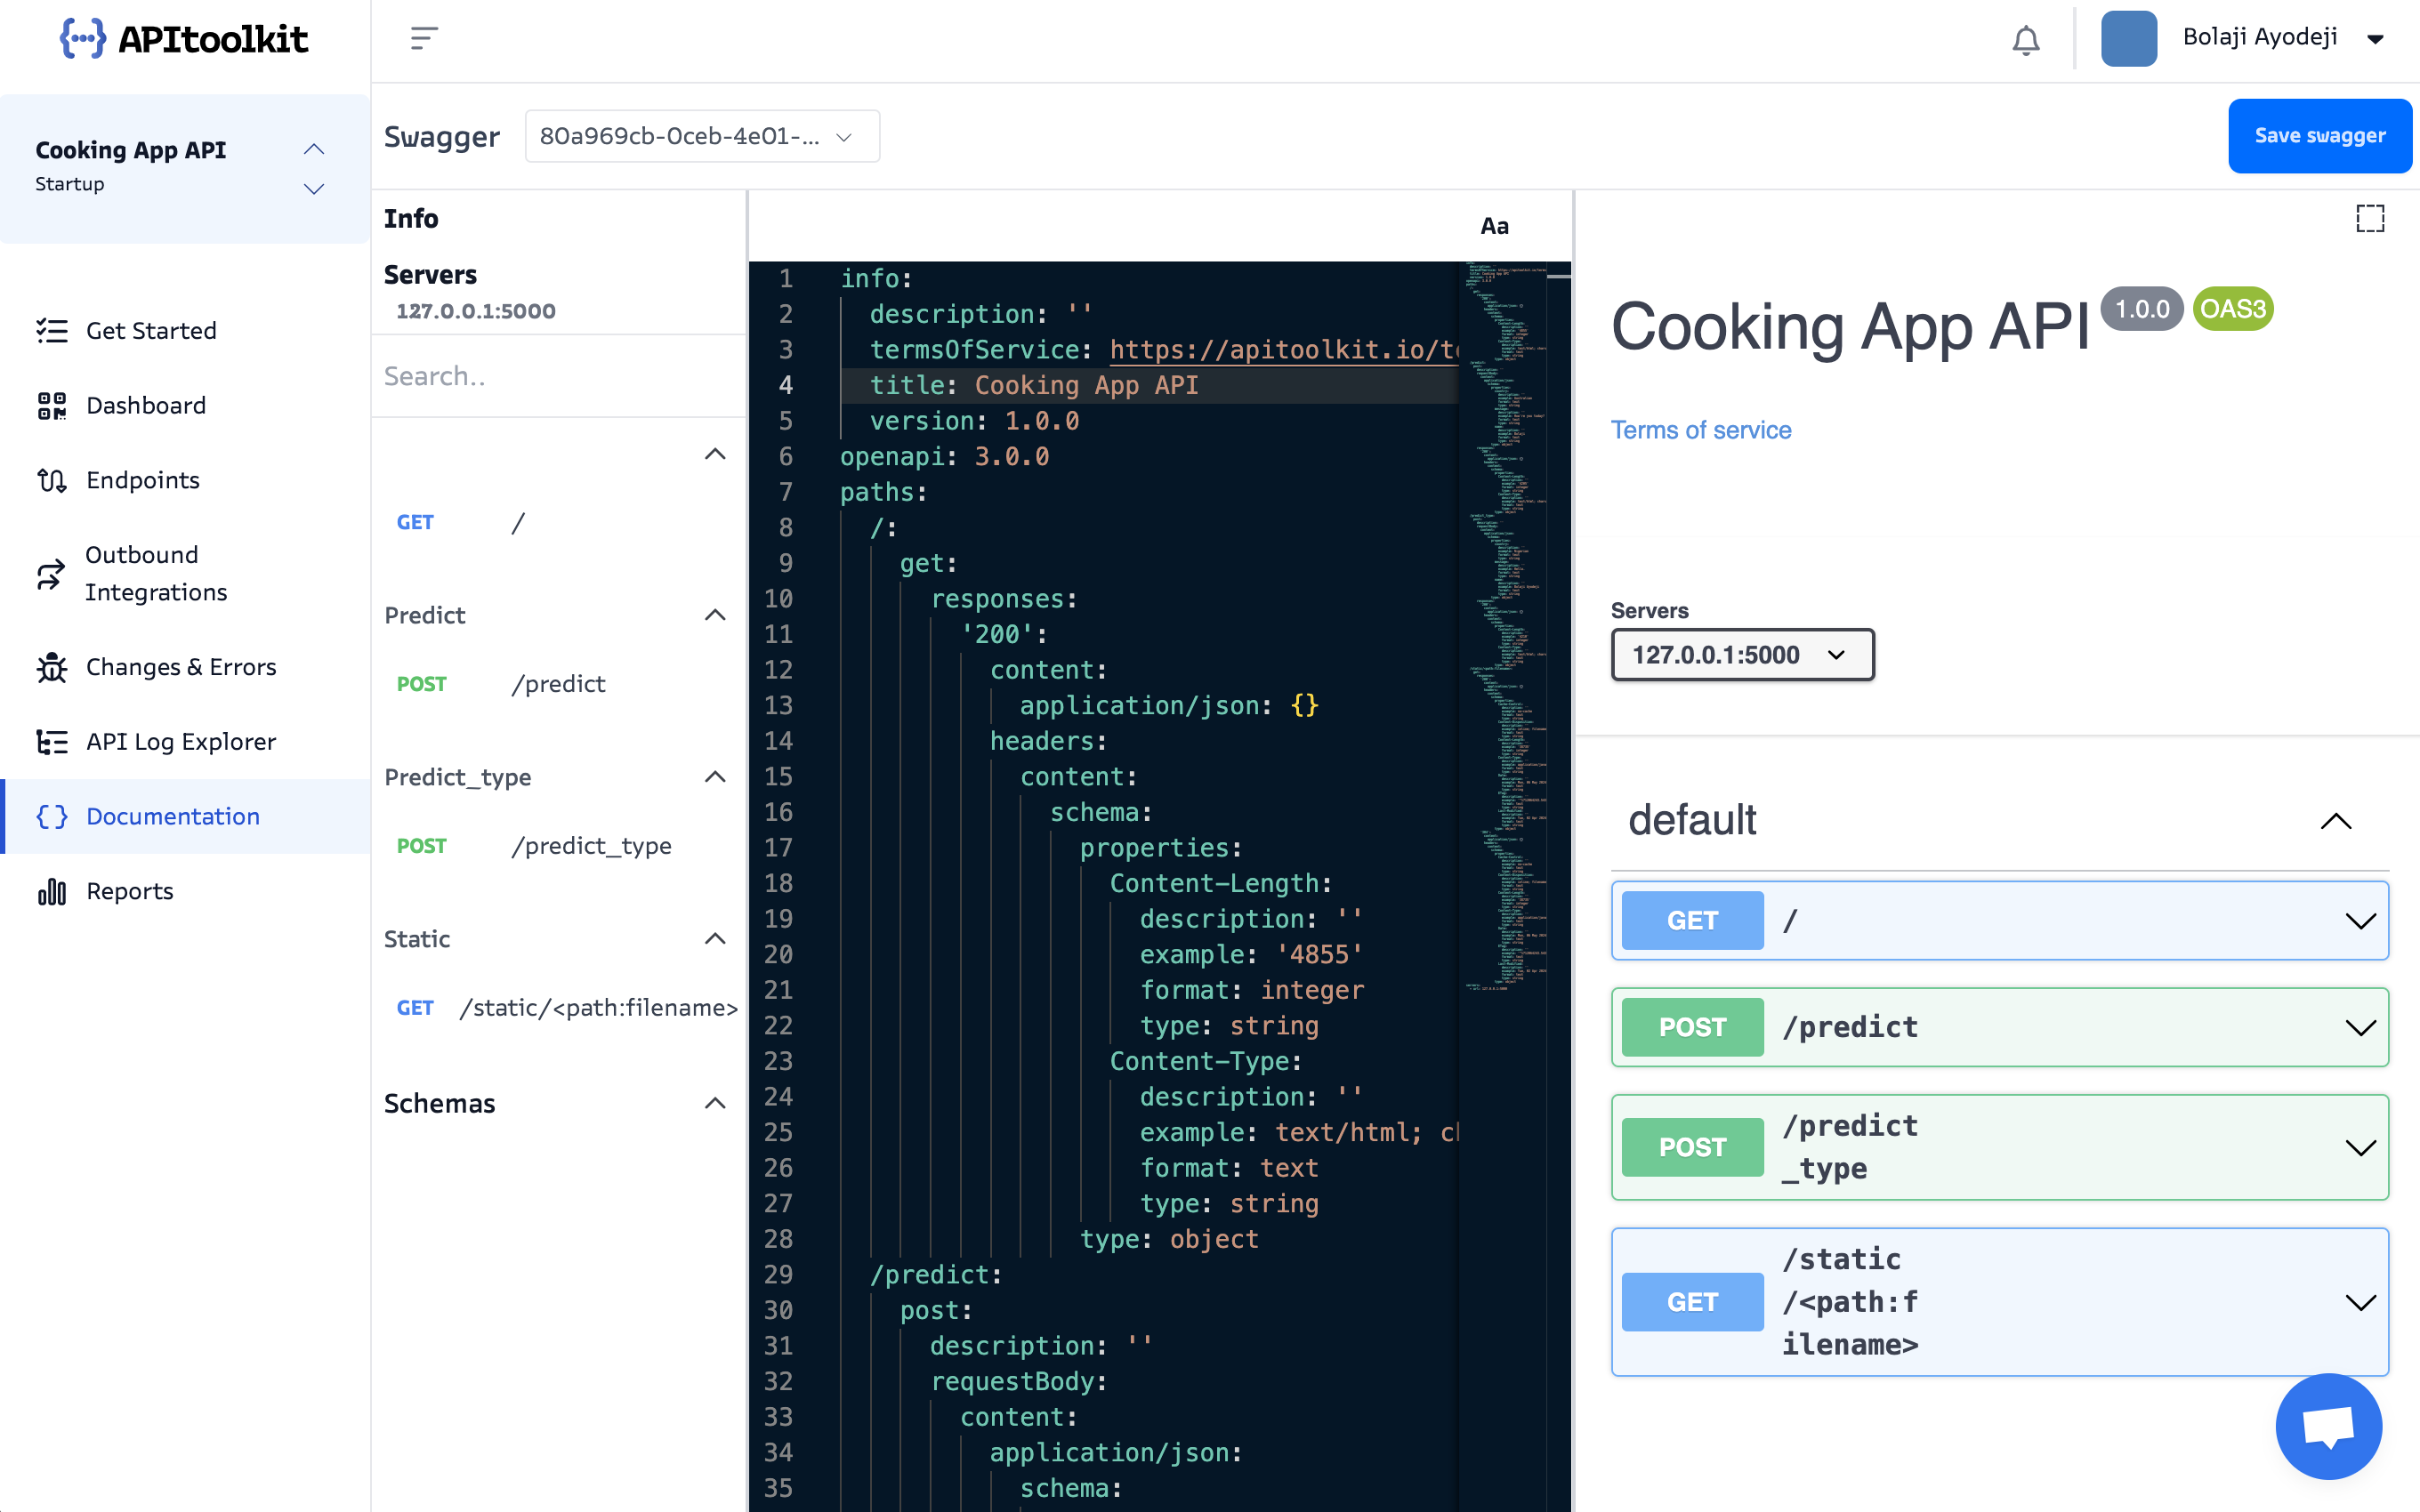 APItoolkit
Bolaji Ayodeji
Cooking App API
Startup
Get Started
Dashboard
Endpoints
Outbound
Integrations
Changes & Errors
API Log Explorer
Documentation
Reports
Swagger
80a969cb-0ceb-4e01-...
Save swagger
Info
Servers
127.0.0.1:5000
Search..
GET /
Predict
POST /predict
Predict_type
POST /predict_type
Static
GET /static/<path:filename>
Schemas
Aa
1 info:
2 description: ''
3 termsOfService: https://apitoolkit.io/t
4 title: Cooking App API
5 version: 1.0.0
6 openapi: 3.0.0
7 paths:
8 /:
9 get:
10 responses:
11 '200':
12 content:
13 application/json: {}
14 headers:
15 content:
16 schema:
17 properties:
18 Content-Length:
19 description: ''
20 example: '4855'
21 format: integer
22 type: string
23 Content-Type:
24 description: ''
25 example: text/html; c
26 format: text
27 type: string
28 type: object
29 /predict:
30 post:
31 description: ''
32 requestBody:
33 content:
34 application/json:
35 schema:
Cooking App API 1.0.0 OAS3
Terms of service
Servers
127.0.0.1:5000
default
GET /
POST /predict
POST /predict
_type
GET /static
/<path:f
ilename>